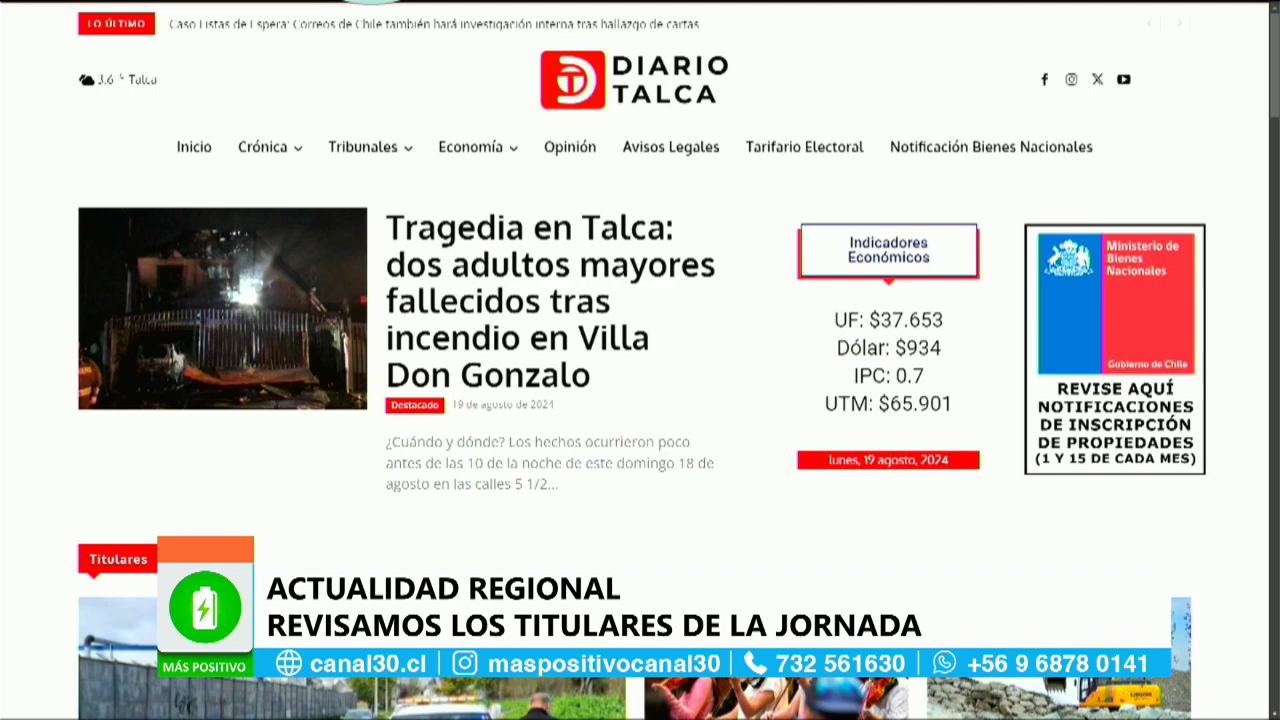 LO ÚLTIMO
Caso Listas de Espera: Correos de Chile también hará investigación interna tras hallazgo de cartas
3.6 C Talca
DIARIO
TALCA
Inicio Crónica Tribunales Economía Opinión Avisos Legales Tarifario Electoral Notificación Bienes Nacionales
Tragedia en Talca:
dos adultos mayores
fallecidos tras
incendio en Villa
Don Gonzalo
Destacado 19 de agosto de 2024
¿Cuándo y dónde? Los hechos ocurrieron poco
antes de las 10 de la noche de este domingo 18 de
agosto en las calles 5 1/2...
Indicadores
Económicos
UF: $37.653
Dólar: $934
IPC: 0.7
UTM: $65.901
lunes, 19 agosto, 2024
Ministerio de
Bienes
Nacionales
Gobierno de Chile
REVISE AQUÍ
NOTIFICACIONES
DE INSCRIPCIÓN
DE PROPIEDADES
(1 Y 15 DE CADA MES)
Titulares
ACTUALIDAD REGIONAL
REVISAMOS LOS TITULARES DE LA JORNADA
MÁS POSITIVO
canal30.cl maspositivocanal30 732 561630 +56 9 6878 0141